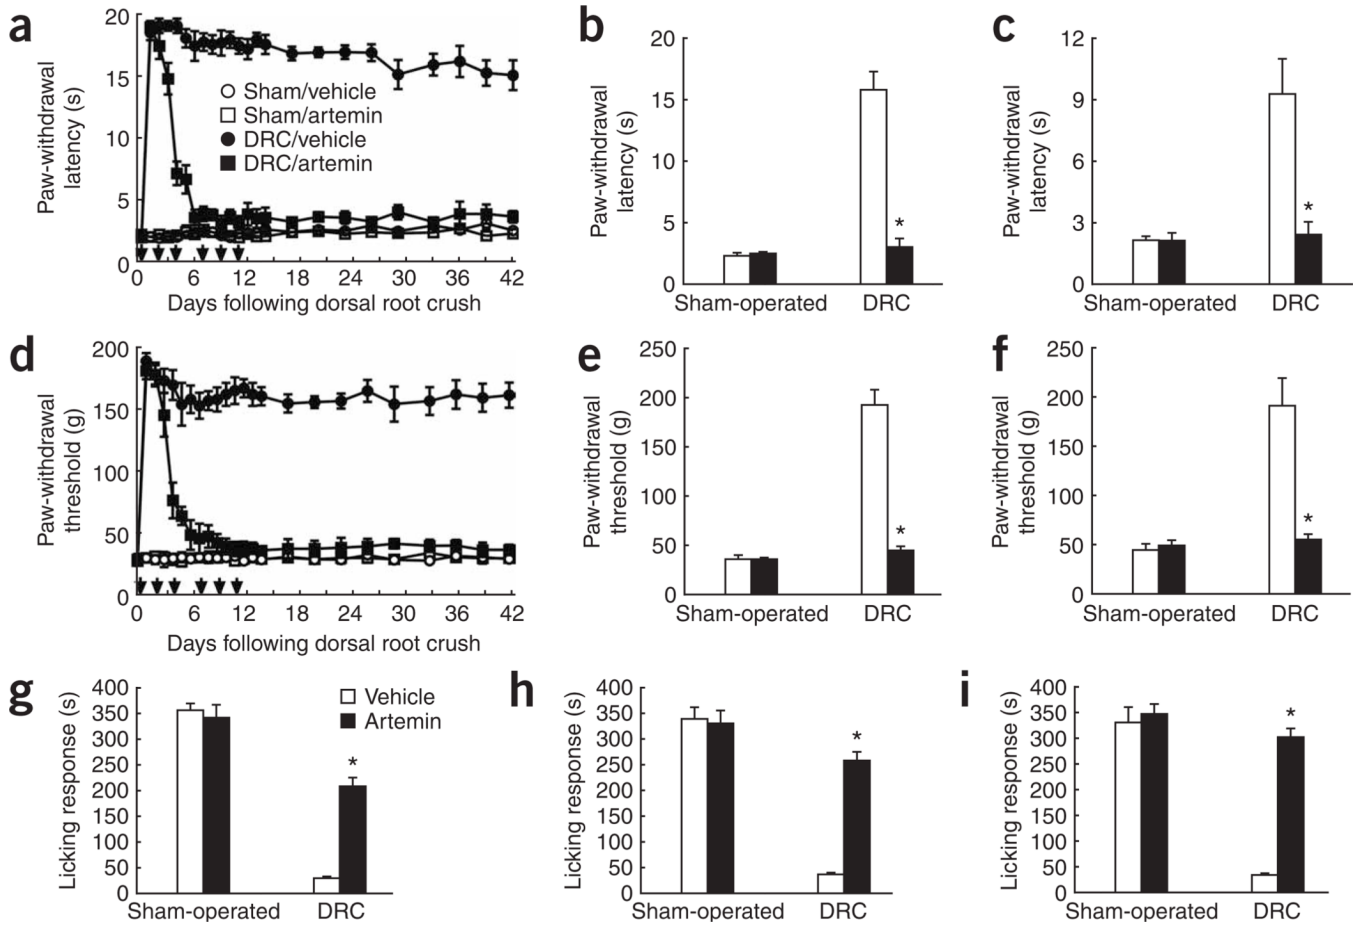 a
Paw-withdrawal
latency (s)
20
15
10
5
0
Sham/vehicle
Sham/artemin
DRC/vehicle
DRC/artemin
0 6 12 18 24 30 36 42
Days following dorsal root crush
b
Paw-withdrawal
latency (s)
20
15
10
5
0
*
Sham-operated DRC
c
Paw-withdrawal
latency (s)
12
9
6
3
0
*
Sham-operated DRC
d
Paw-withdrawal
threshold (g)
200
150
100
50
0
0 6 12 18 24 30 36 42
Days following dorsal root crush
e
Paw-withdrawal
threshold (g)
250
200
150
100
50
0
*
Sham-operated DRC
f
Paw-withdrawal
threshold (g)
250
200
150
100
50
0
*
Sham-operated DRC
g
Licking response (s)
400
350
300
250
200
150
100
50
0
Vehicle
Artemin
*
Sham-operated DRC
h
Licking response (s)
400
350
300
250
200
150
100
50
0
*
Sham-operated DRC
i
Licking response (s)
400
350
300
250
200
150
100
50
0
*
Sham-operated DRC